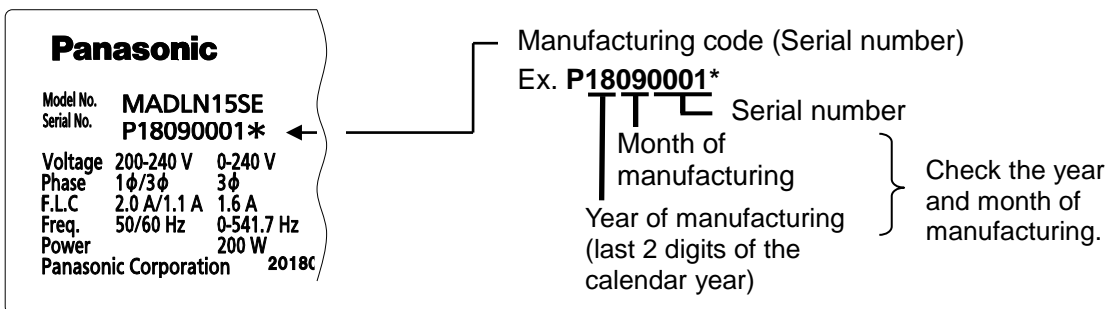 Panasonic
Model No. MADLN15SE
Serial No. P18090001*
Voltage 200-240 V 0-240 V
Phase 1ϕ/3ϕ 3ϕ
F.L.C 2.0 A/1.1 A 1.6 A
Freq. 50/60 Hz 0-541.7 Hz
Power 200 W
Panasonic Corporation 2018
Manufacturing code (Serial number)
Ex. P18090001*
Serial number
Month of
manufacturing
Year of manufacturing
(last 2 digits of the
calendar year)
Check the year
and month of
manufacturing.